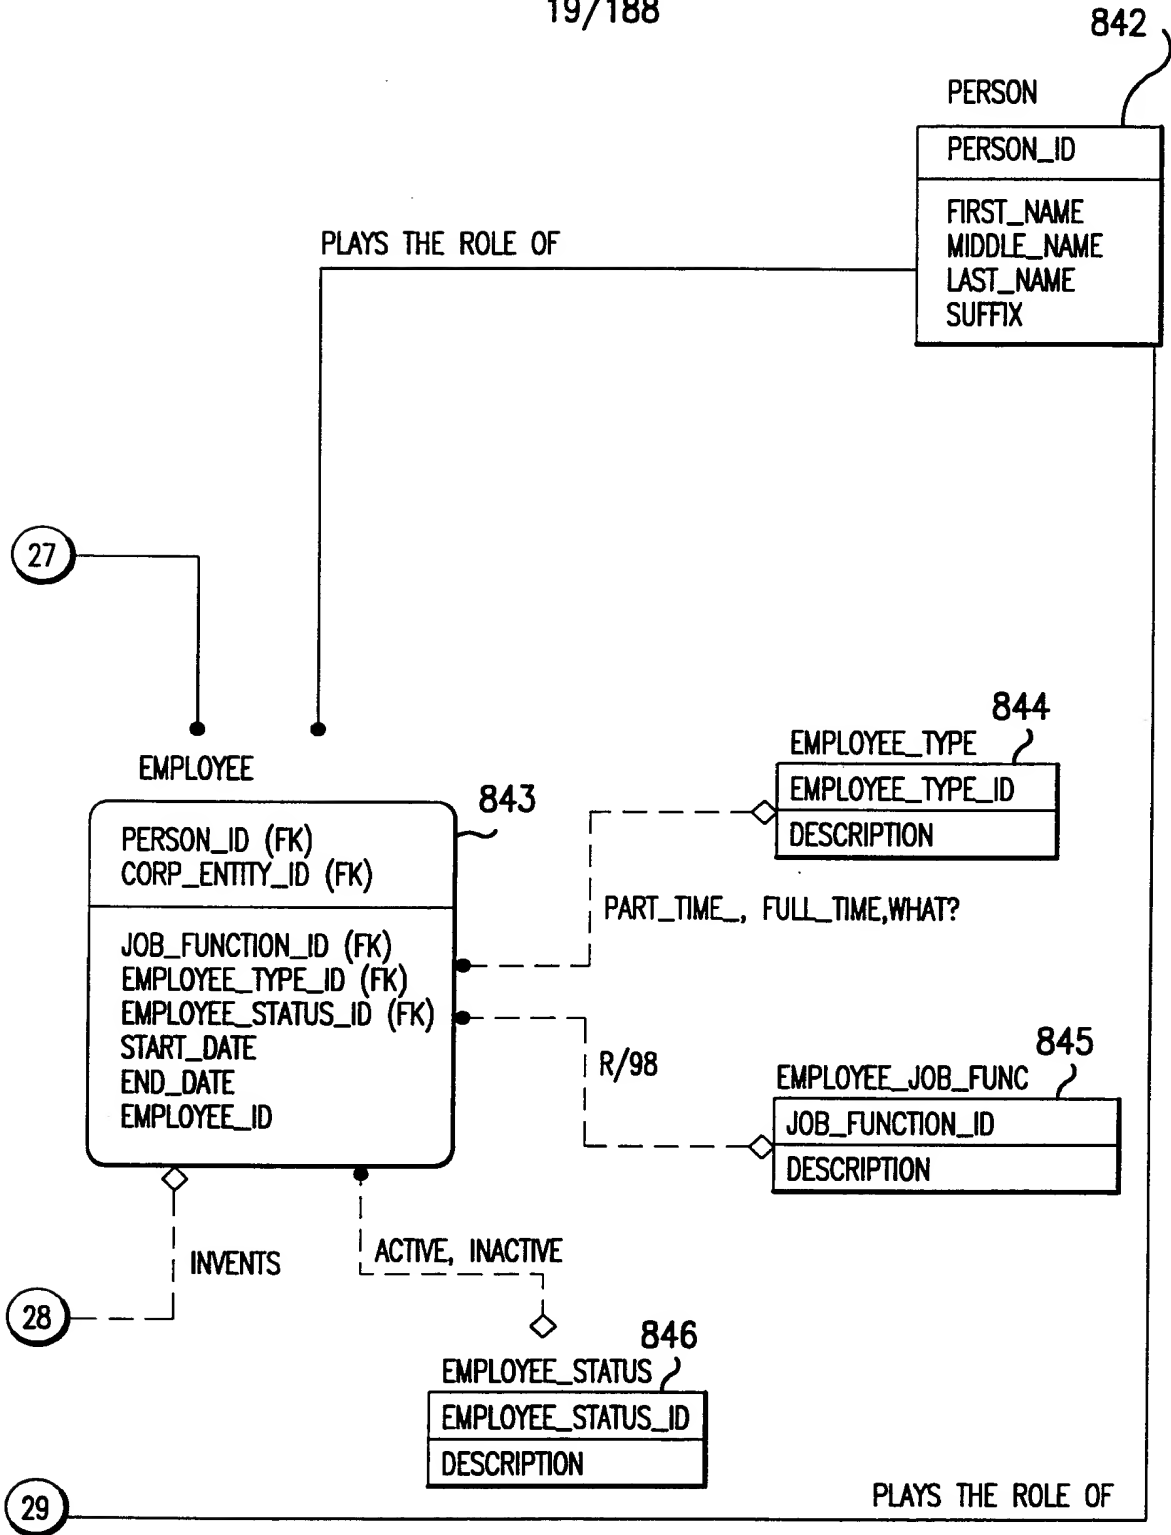 19/188
842
PERSON
PERSON_ID
FIRST_NAME
MIDDLE_NAME
LAST_NAME
SUFFIX
PLAYS THE ROLE OF
27
EMPLOYEE
843
PERSON_ID (FK)
CORP_ENTITY_ID (FK)
JOB_FUNCTION_ID (FK)
EMPLOYEE_TYPE_ID (FK)
EMPLOYEE_STATUS_ID (FK)
START_DATE
END_DATE
EMPLOYEE_ID
844
EMPLOYEE_TYPE
EMPLOYEE_TYPE_ID
DESCRIPTION
PART_TIME_, FULL_TIME,WHAT?
R/98
845
EMPLOYEE_JOB_FUNC
JOB_FUNCTION_ID
DESCRIPTION
INVENTS
ACTIVE, INACTIVE
28
846
EMPLOYEE_STATUS
EMPLOYEE_STATUS_ID
DESCRIPTION
PLAYS THE ROLE OF
29